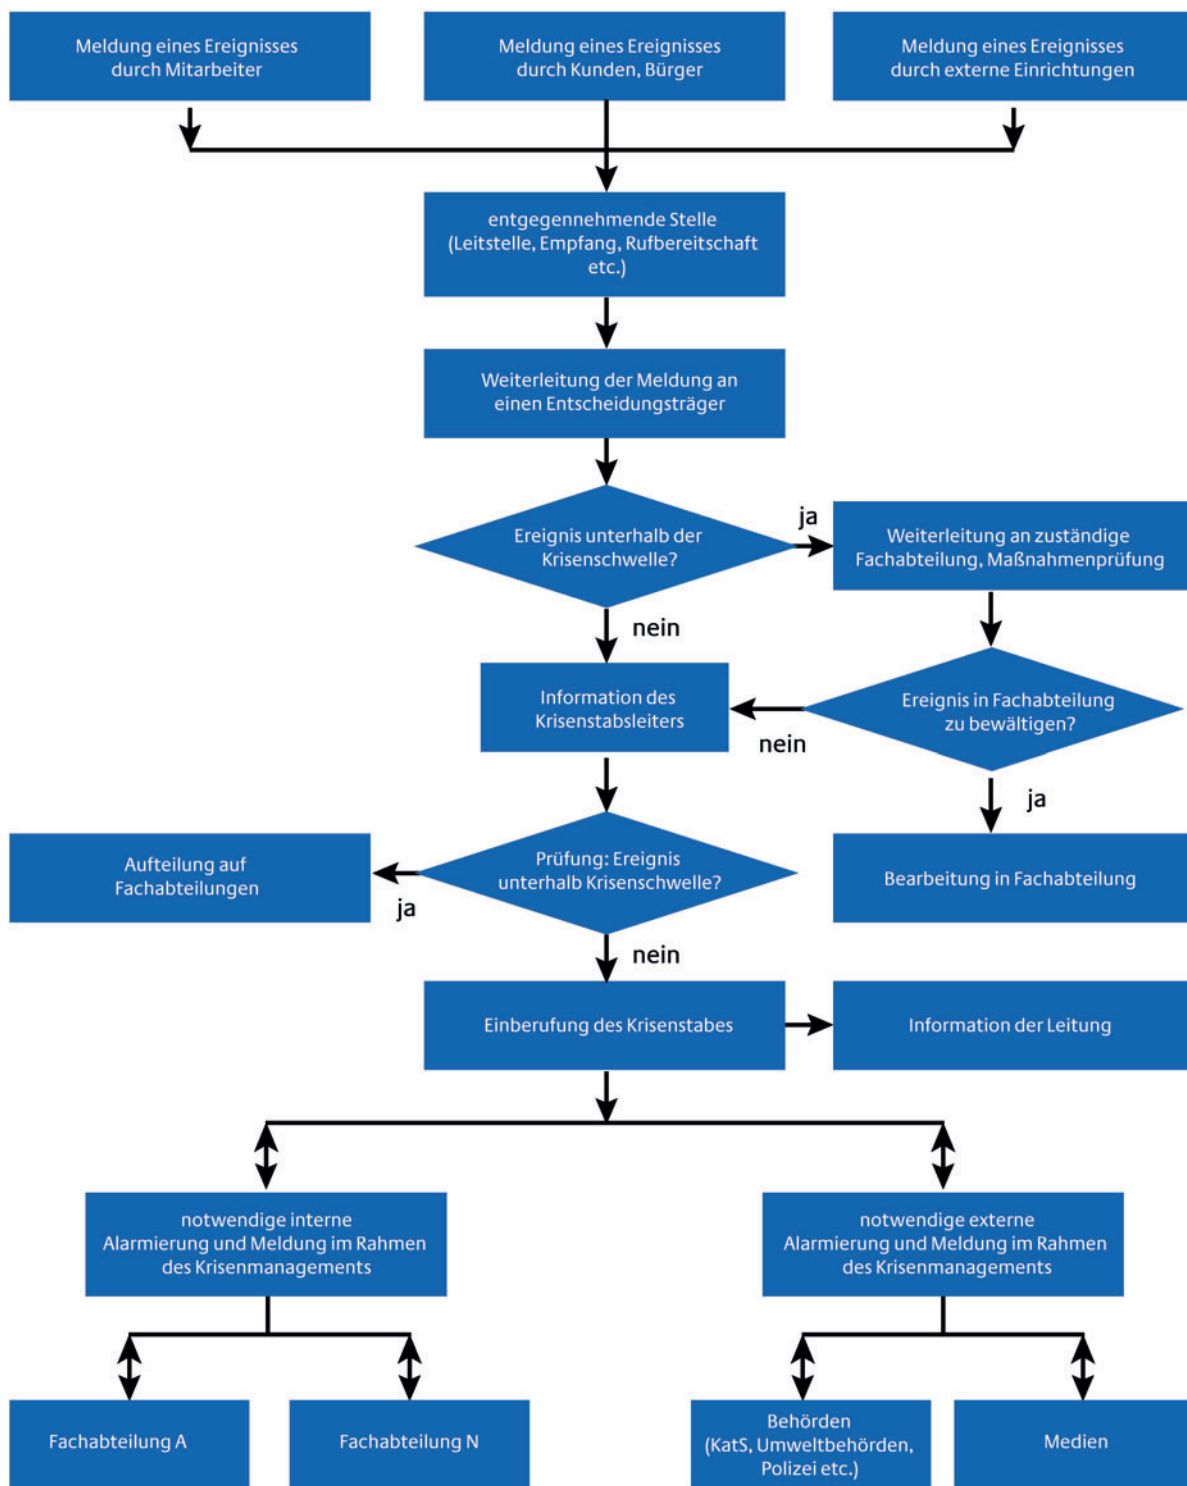 Meldung eines Ereignisses
durch Mitarbeiter
Meldung eines Ereignisses
durch Kunden, Bürger
Meldung eines Ereignisses
durch externe Einrichtungen
entgegennehmende Stelle
(Leitstelle, Empfang, Rufbereitschaft
etc.)
Weiterleitung der Meldung an
einen Entscheidungsträger
Ereignis unterhalb der
Krisenschwelle?
ja
Weiterleitung an zuständige
Fachabteilung, Maßnahmenprüfung
nein
Information des
Krisenstabsleiters
Ereignis in Fachabteilung
zu bewältigen?
nein
ja
Aufteilung auf
Fachabteilungen
Prüfung: Ereignis
unterhalb Krisenschwelle?
ja
Bearbeitung in Fachabteilung
nein
Einberufung des Krisenstabes
Information der Leitung
notwendige interne
Alarmierung und Meldung im Rahmen
des Krisenmanagements
notwendige externe
Alarmierung und Meldung im Rahmen
des Krisenmanagements
Fachabteilung A
Fachabteilung N
Behörden
(KatS, Umweltbehörden,
Polizei etc.)
Medien